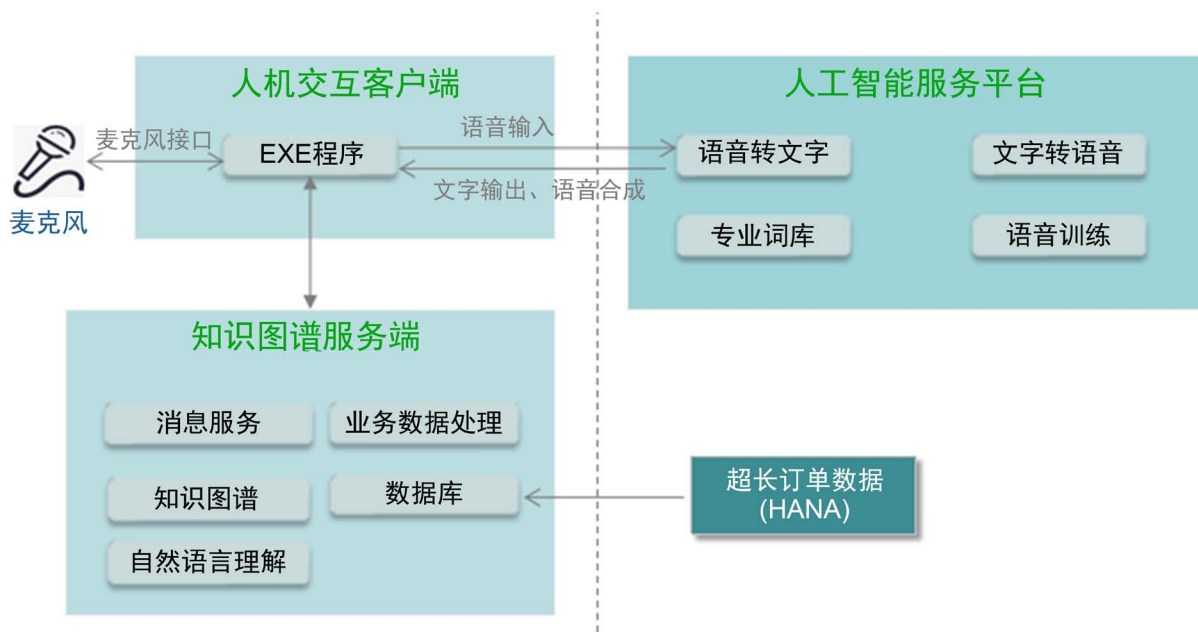 人机交互客户端
人工智能服务平台
麦克风接口
EXE程序
语音输入
文字输出、语音合成
语音转文字
文字转语音
麦克风
专业词库
语音训练
知识图谱服务端
消息服务
业务数据处理
知识图谱
数据库
自然语言理解
超长订单数据
(HANA)